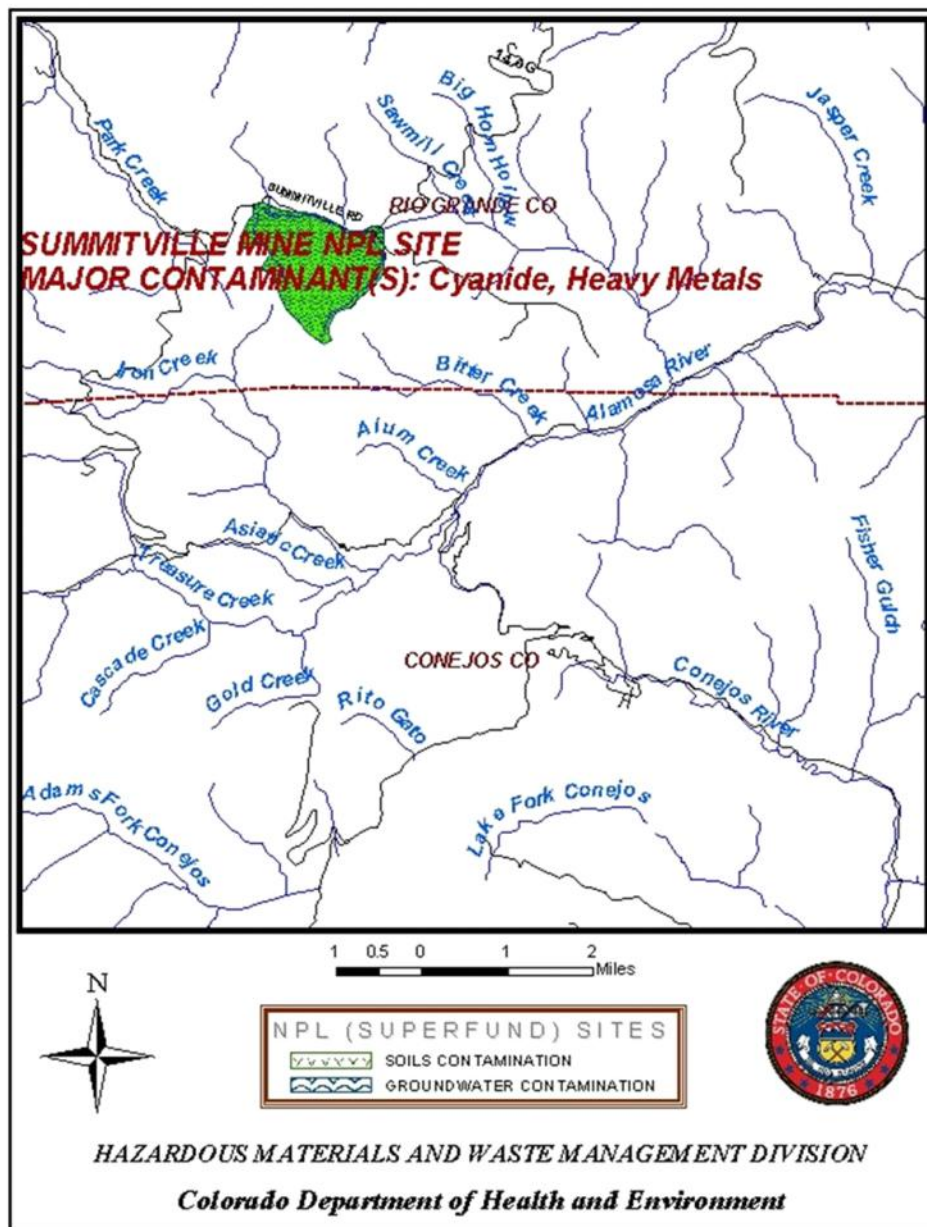 Park Creek
Sawmill Creek
Big Horn Hollow
Jasper Creek
SUMMITVILLE RD
RIO GRANDE CO
SUMMITVILLE MINE NPL SITE
MAJOR CONTAMINANT(S): Cyanide, Heavy Metals
Iron Creek
Bitter Creek
Alamosa River
Alum Creek
Asiatic Creek
Treasure Creek
Fisher Gulch
Cascade Creek
CONEJOS CO
Gold Creek
Rito Gato
Conejos River
Adams Fork Conejos
Lake Fork Conejos
1 0.5 0 1 2
Miles
N
NPL (SUPERFUND) SITES
SOILS CONTAMINATION
GROUNDWATER CONTAMINATION
STATE OF COLORADO
1876
HAZARDOUS MATERIALS AND WASTE MANAGEMENT DIVISION
Colorado Department of Health and Environment